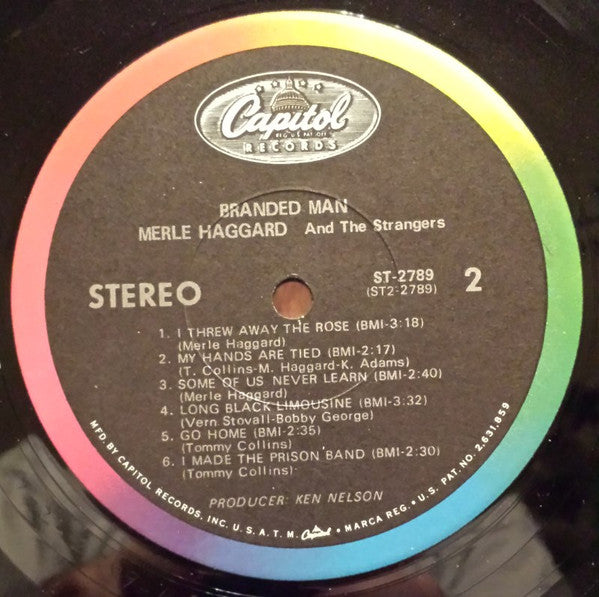 Capitol
REG. U.S. PAT. OFF.
RECORDS
BRANDED MAN
MERLE HAGGARD And The Strangers
STEREO
ST-2789
(ST2-2789)
2
1. I THREW AWAY THE ROSE (BMI-3:18)
(Merle Haggard)
2. MY HANDS ARE TIED (BMI-2:17)
(T. Collins-M. Haggard-K. Adams)
3. SOME OF US NEVER LEARN (BMI-2:40)
(Merle Haggard)
4. LONG BLACK LIMOUSINE (BMI-3:32)
(Vern Stovall-Bobby George)
5. GO HOME (BMI-2:35)
(Tommy Collins)
6. I MADE THE PRISON BAND (BMI-2:30)
(Tommy Collins)
PRODUCER: KEN NELSON
MFD. BY CAPITOL RECORDS, INC. U. S. A. T. M. Capitol • MARCA REG. • U. S. PAT. NO. 2,631,859